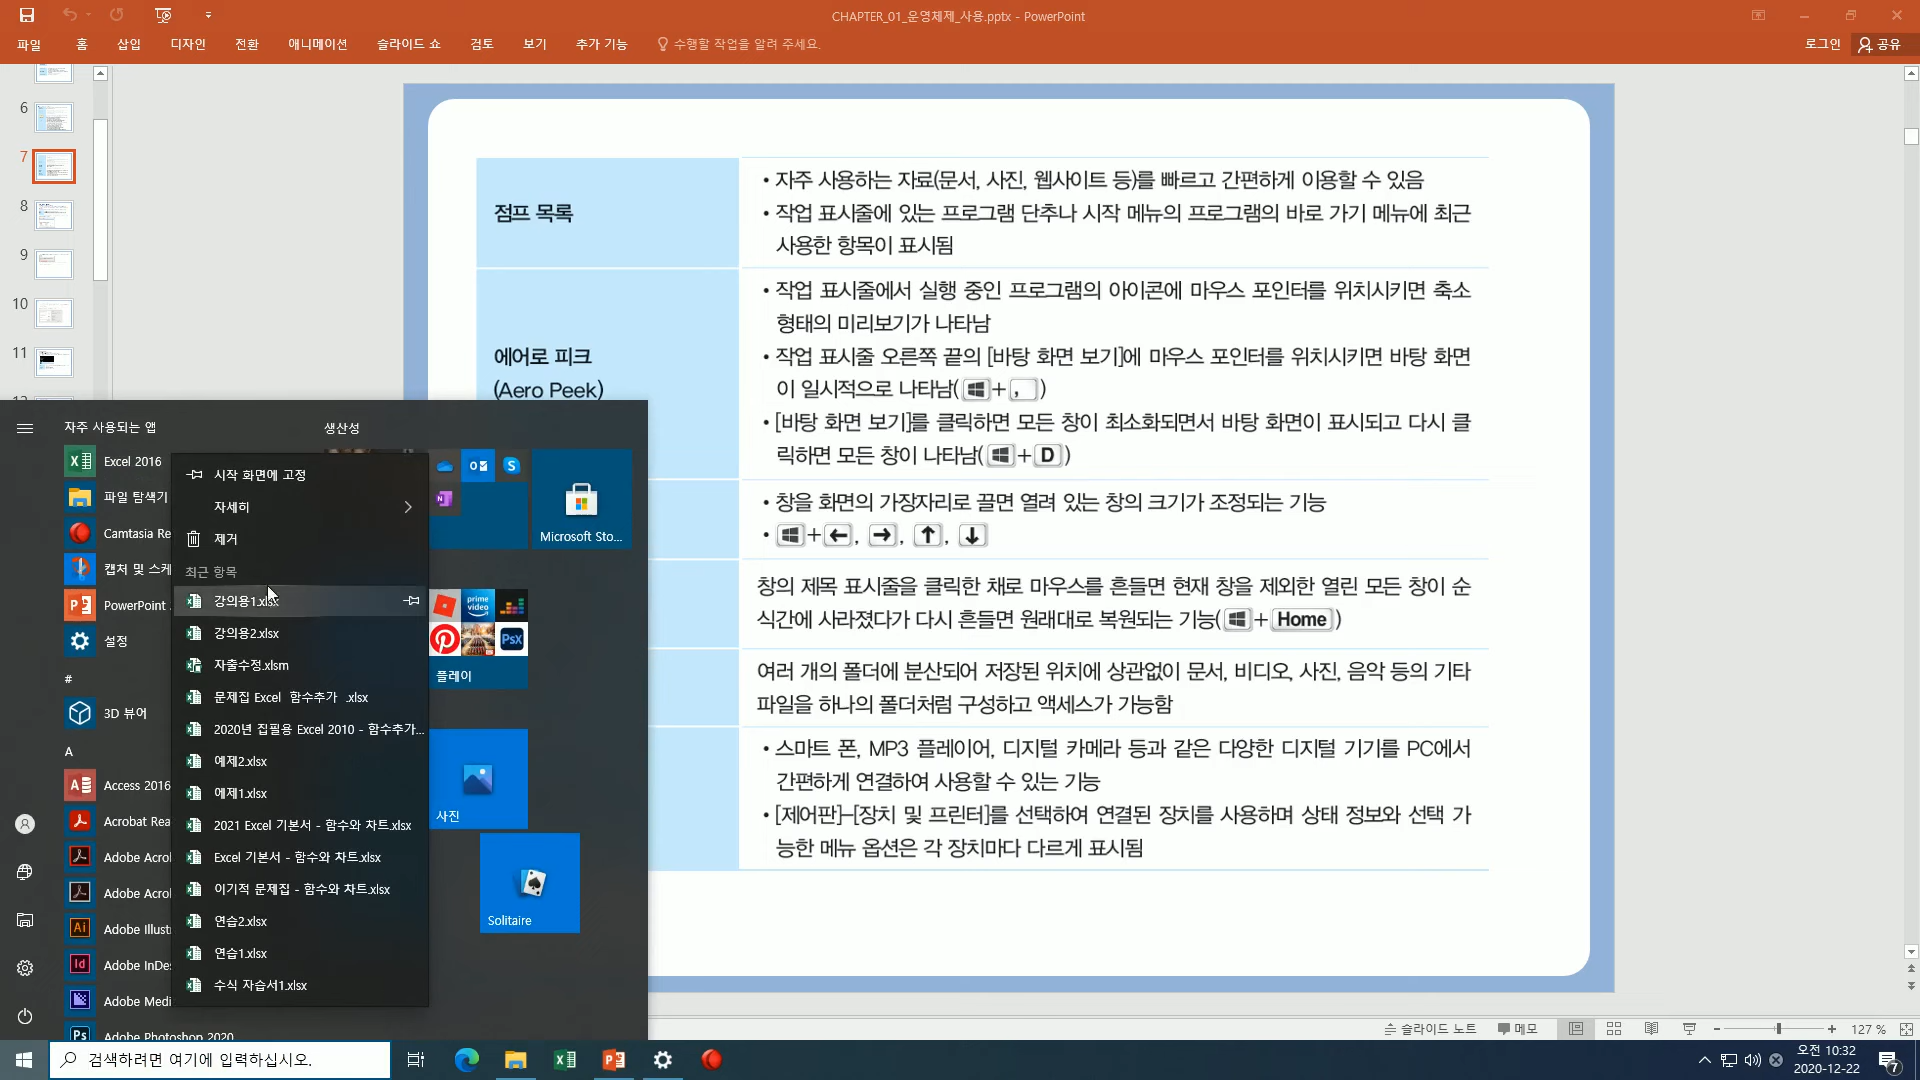 CHAPTER_01_운영체제_사용.pptx - PowerPoint
파일 홈 삽입 디자인 전환 애니메이션 슬라이드 쇼 검토 보기 추가 기능 수행할 작업을 알려 주세요. 로그인 공유
6
7
8
9
10
11
점프 목록
• 자주 사용하는 자료(문서, 사진, 웹사이트 등)를 빠르고 간편하게 이용할 수 있음
• 작업 표시줄에 있는 프로그램 단추나 시작 메뉴의 프로그램의 바로 가기 메뉴에 최근
사용한 항목이 표시됨
에어로 피크
(Aero Peek)
• 작업 표시줄에서 실행 중인 프로그램의 아이콘에 마우스 포인터를 위치시키면 축소
형태의 미리보기가 나타남
• 작업 표시줄 오른쪽 끝의 [바탕 화면 보기]에 마우스 포인터를 위치시키면 바탕 화면
이 일시적으로 나타남(+,)
• [바탕 화면 보기]를 클릭하면 모든 창이 최소화되면서 바탕 화면이 표시되고 다시 클
릭하면 모든 창이 나타남(+D)
• 창을 화면의 가장자리로 끌면 열려 있는 창의 크기가 조정되는 기능
• +←, →, ↑, ↓
창의 제목 표시줄을 클릭한 채로 마우스를 흔들면 현재 창을 제외한 열린 모든 창이 순
식간에 사라졌다가 다시 흔들면 원래대로 복원되는 기능(+Home)
여러 개의 폴더에 분산되어 저장된 위치에 상관없이 문서, 비디오, 사진, 음악 등의 기타
파일을 하나의 폴더처럼 구성하고 액세스가 가능함
• 스마트 폰, MP3 플레이어, 디지털 카메라 등과 같은 다양한 디지털 기기를 PC에서
간편하게 연결하여 사용할 수 있는 기능
• [제어판]-[장치 및 프린터]를 선택하여 연결된 장치를 사용하며 상태 정보와 선택 가
능한 메뉴 옵션은 각 장치마다 다르게 표시됨
자주 사용되는 앱
Excel 2016
파일 탐색기
Camtasia Re
캡처 및 스케
PowerPoint
설정
#
3D 뷰어
A
Access 2016
Acrobat Rea
Adobe Acro
Adobe Acro
Adobe Illust
Adobe InDe
Adobe Medi
Adobe Photoshop 2020
시작 화면에 고정
자세히
제거
최근 항목
강의용1.xlsx
강의용2.xlsx
자출수정.xlsm
문제집 Excel 함수추가 .xlsx
2020년 집필용 Excel 2010 - 함수추가...
예제2.xlsx
예제1.xlsx
2021 Excel 기본서 - 함수와 차트.xlsx
Excel 기본서 - 함수와 차트.xlsx
이기적 문제집 - 함수와 차트.xlsx
연습2.xlsx
연습1.xlsx
수식 자습서1.xlsx
생산성
Microsoft Sto...
prime video
PsX
플레이
사진
Solitaire
슬라이드 노트 메모 127 %
검색하려면 여기에 입력하십시오.
오전 10:32
2020-12-22
7